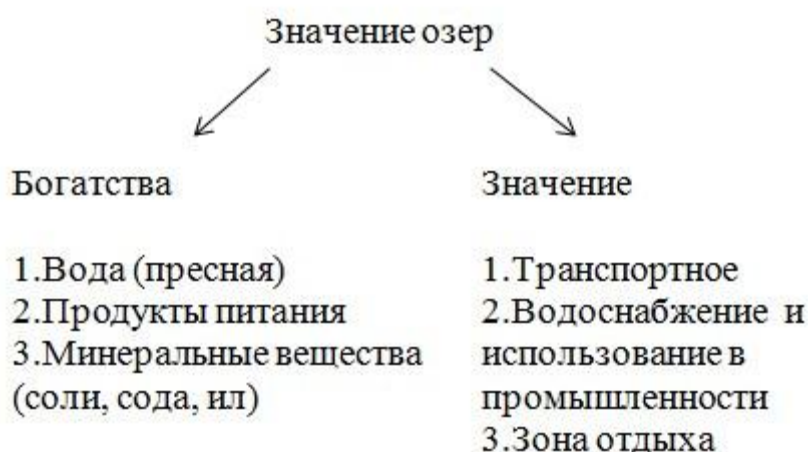 Значение озер
Богатства
1.Вода (пресная)
2.Продукты питания
3.Минеральные вещества
(соли, сода, ил)
Значение
1.Транспортное
2.Водоснабжение и
использование в
промышленности
3.Зона отдыха